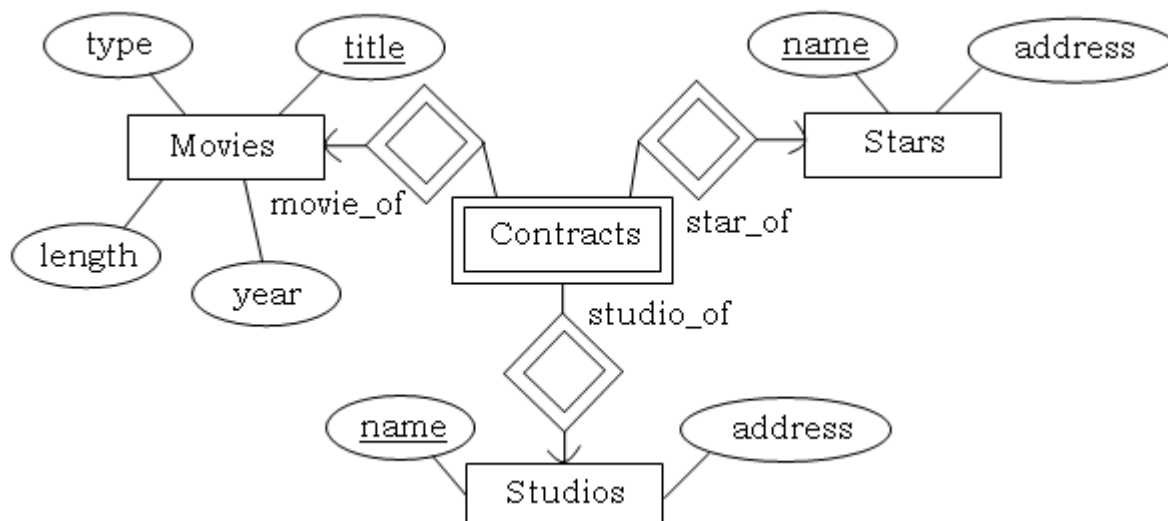 type
title
name
address
Movies
Stars
movie_of
star_of
Contracts
length
year
studio_of
name
address
Studios